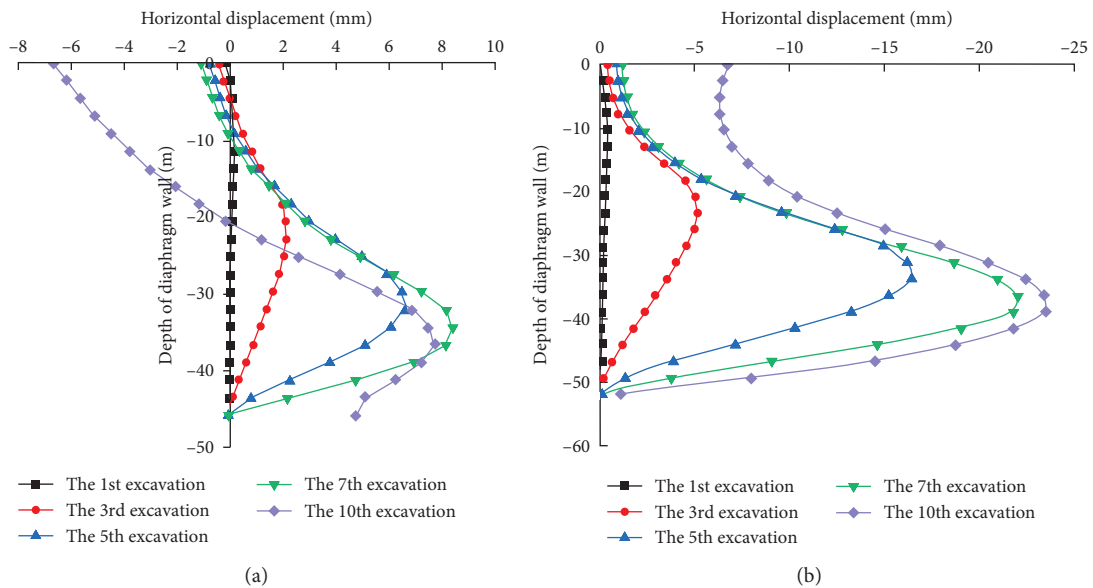 Horizontal displacement (mm)
−8 −6 −4 −2 0 2 4 6 8 10
0
−10
−20
−30
−40
−50
Depth of diaphragm wall (m)
The 1st excavation
The 3rd excavation
The 5th excavation
The 7th excavation
The 10th excavation
(a)
Horizontal displacement (mm)
0 −5 −10 −15 −20 −25
0
−10
−20
−30
−40
−50
−60
Depth of diaphragm wall (m)
The 1st excavation
The 3rd excavation
The 5th excavation
The 7th excavation
The 10th excavation
(b)